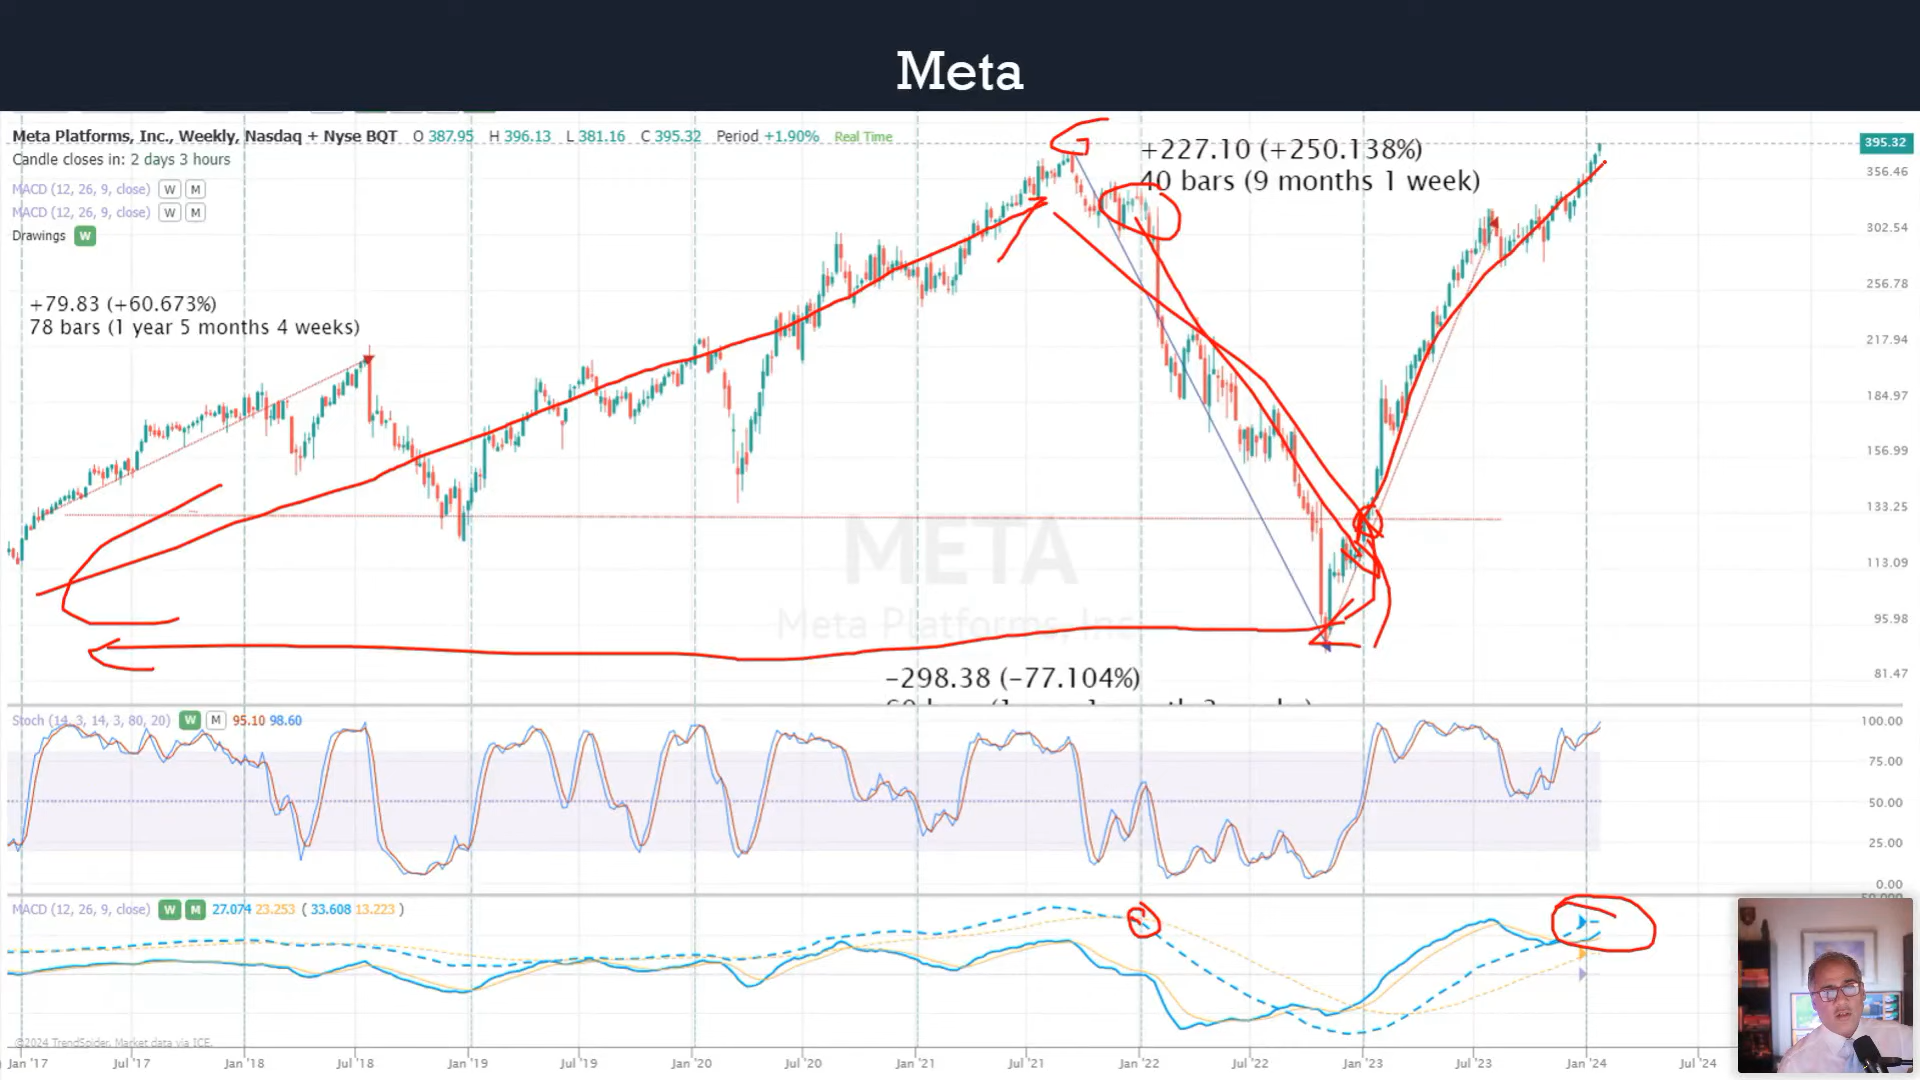 Meta
Meta Platforms, Inc., Weekly, Nasdaq + Nyse BQT O 387.95 H 396.13 L 381.16 C 395.32 Period +1.90% Real Time
Candle closes in: 2 days 3 hours
MACD (12, 26, 9, close) W M
MACD (12, 26, 9, close) W M
Drawings W
+227.10 (+250.138%)
40 bars (9 months 1 week)
+79.83 (+60.673%)
78 bars (1 year 5 months 4 weeks)
395.32
356.46
302.54
256.78
217.94
184.97
156.99
133.25
113.09
95.98
81.47
META
Meta Platforms, Inc.
−298.38 (−77.104%)
Stoch (14, 3, 14, 3, 80, 20) W M 95.10 98.60
100.00
75.00
50.00
25.00
0.00
MACD (12, 26, 9, close) W M 27.074 23.253 ( 33.608 13.223 )
50.000
©2024 TrendSpider. Market data via ICE.
Jan '17 Jul '17 Jan '18 Jul '18 Jan '19 Jul '19 Jan '20 Jul '20 Jan '21 Jul '21 Jan '22 Jul '22 Jan '23 Jul '23 Jan '24 Jul '24